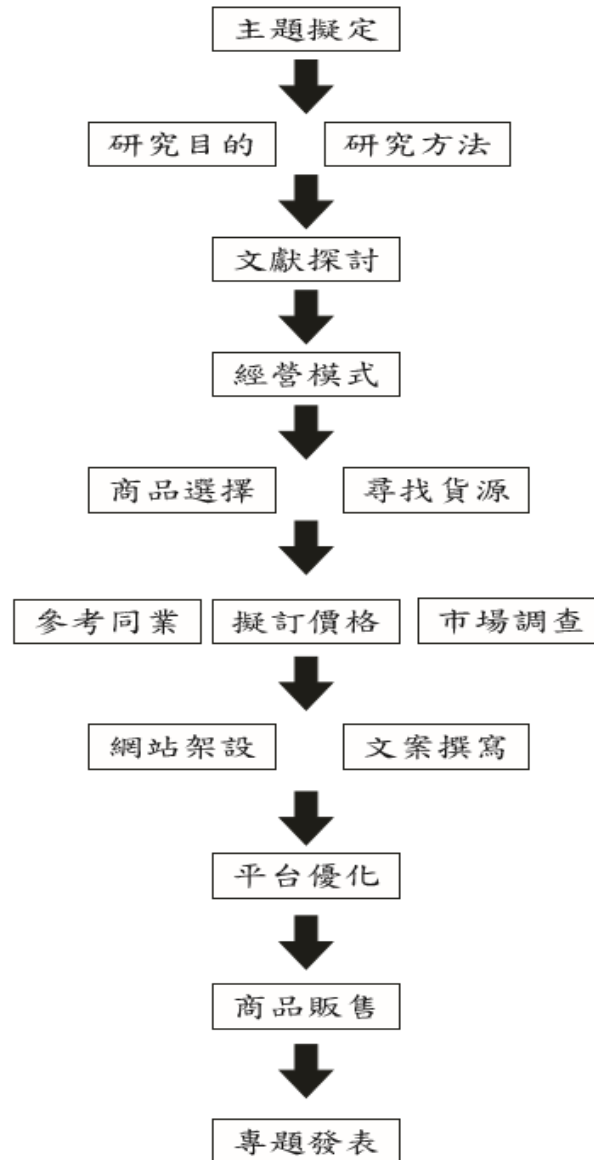 主題擬定
研究目的 研究方法
文獻探討
經營模式
商品選擇 尋找貨源
參考同業 擬訂價格 市場調查
網站架設 文案撰寫
平台優化
商品販售
專題發表